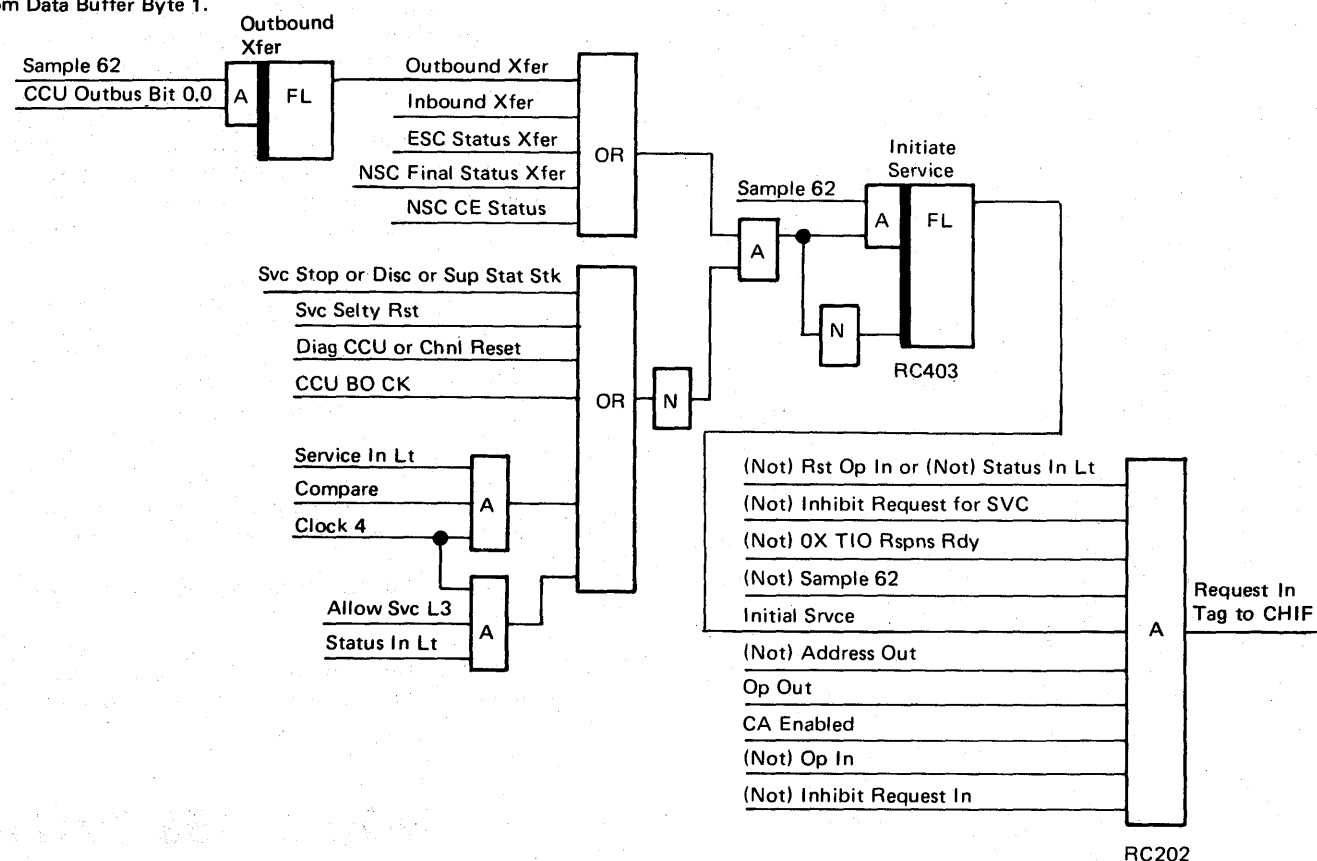 om Data Buffer Byte 1.
Outbound
Xfer
Sample 62
CCU Outbus Bit 0,0
A
FL
Outbound Xfer
Inbound Xfer
ESC Status Xfer
NSC Final Status Xfer
NSC CE Status
OR
Initiate
Service
Sample 62
A
A
FL
N
RC403
Svc Stop or Disc or Sup Stat Stk
Svc Selty Rst
Diag CCU or Chnl Reset
CCU BO CK
OR
N
Service In Lt
Compare
Clock 4
A
Allow Svc L3
Status In Lt
A
(Not) Rst Op In or (Not) Status In Lt
(Not) Inhibit Request for SVC
(Not) 0X TIO Rspns Rdy
(Not) Sample 62
Initial Srvce
(Not) Address Out
Op Out
CA Enabled
(Not) Op In
(Not) Inhibit Request In
A
Request In
Tag to CHIF
RC202